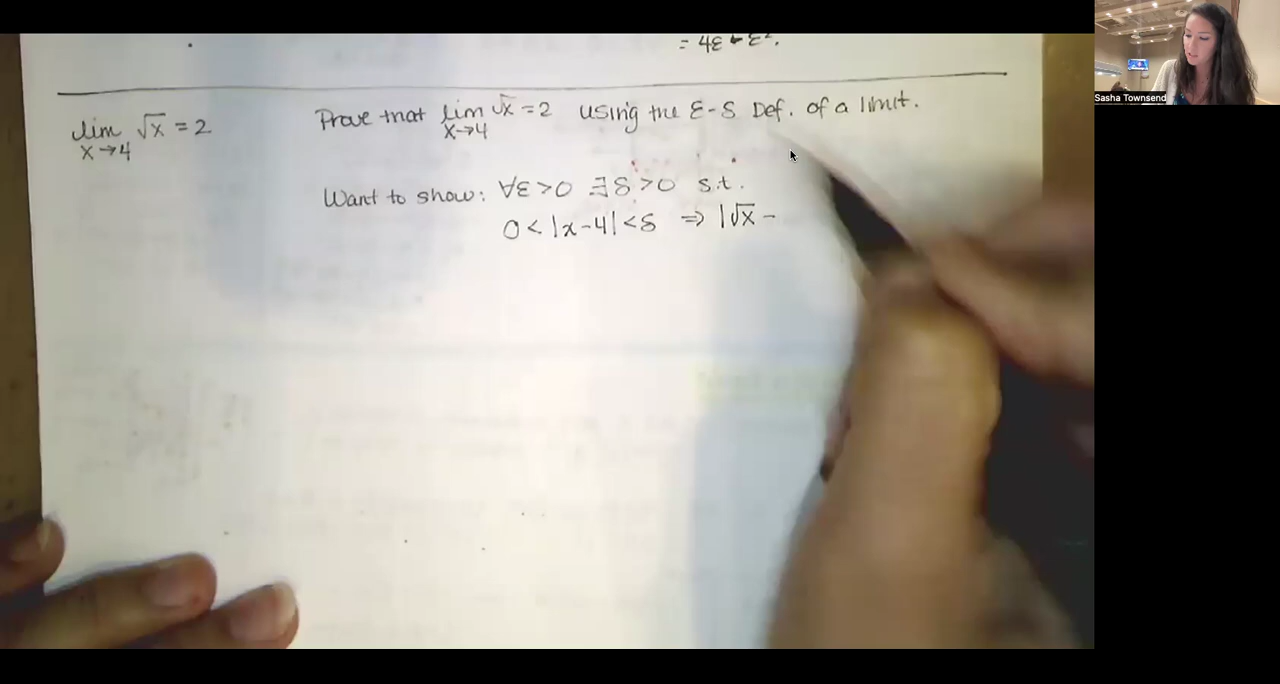 = 4ε - ε².
lim √x = 2
x→4
Prove that lim √x = 2 using the ε-δ Def. of a limit.
x→4
Want to show: ∀ε>0 ∃δ>0 s.t.
0 < |x-4| < δ ⇒ |√x -
Sasha Townsend